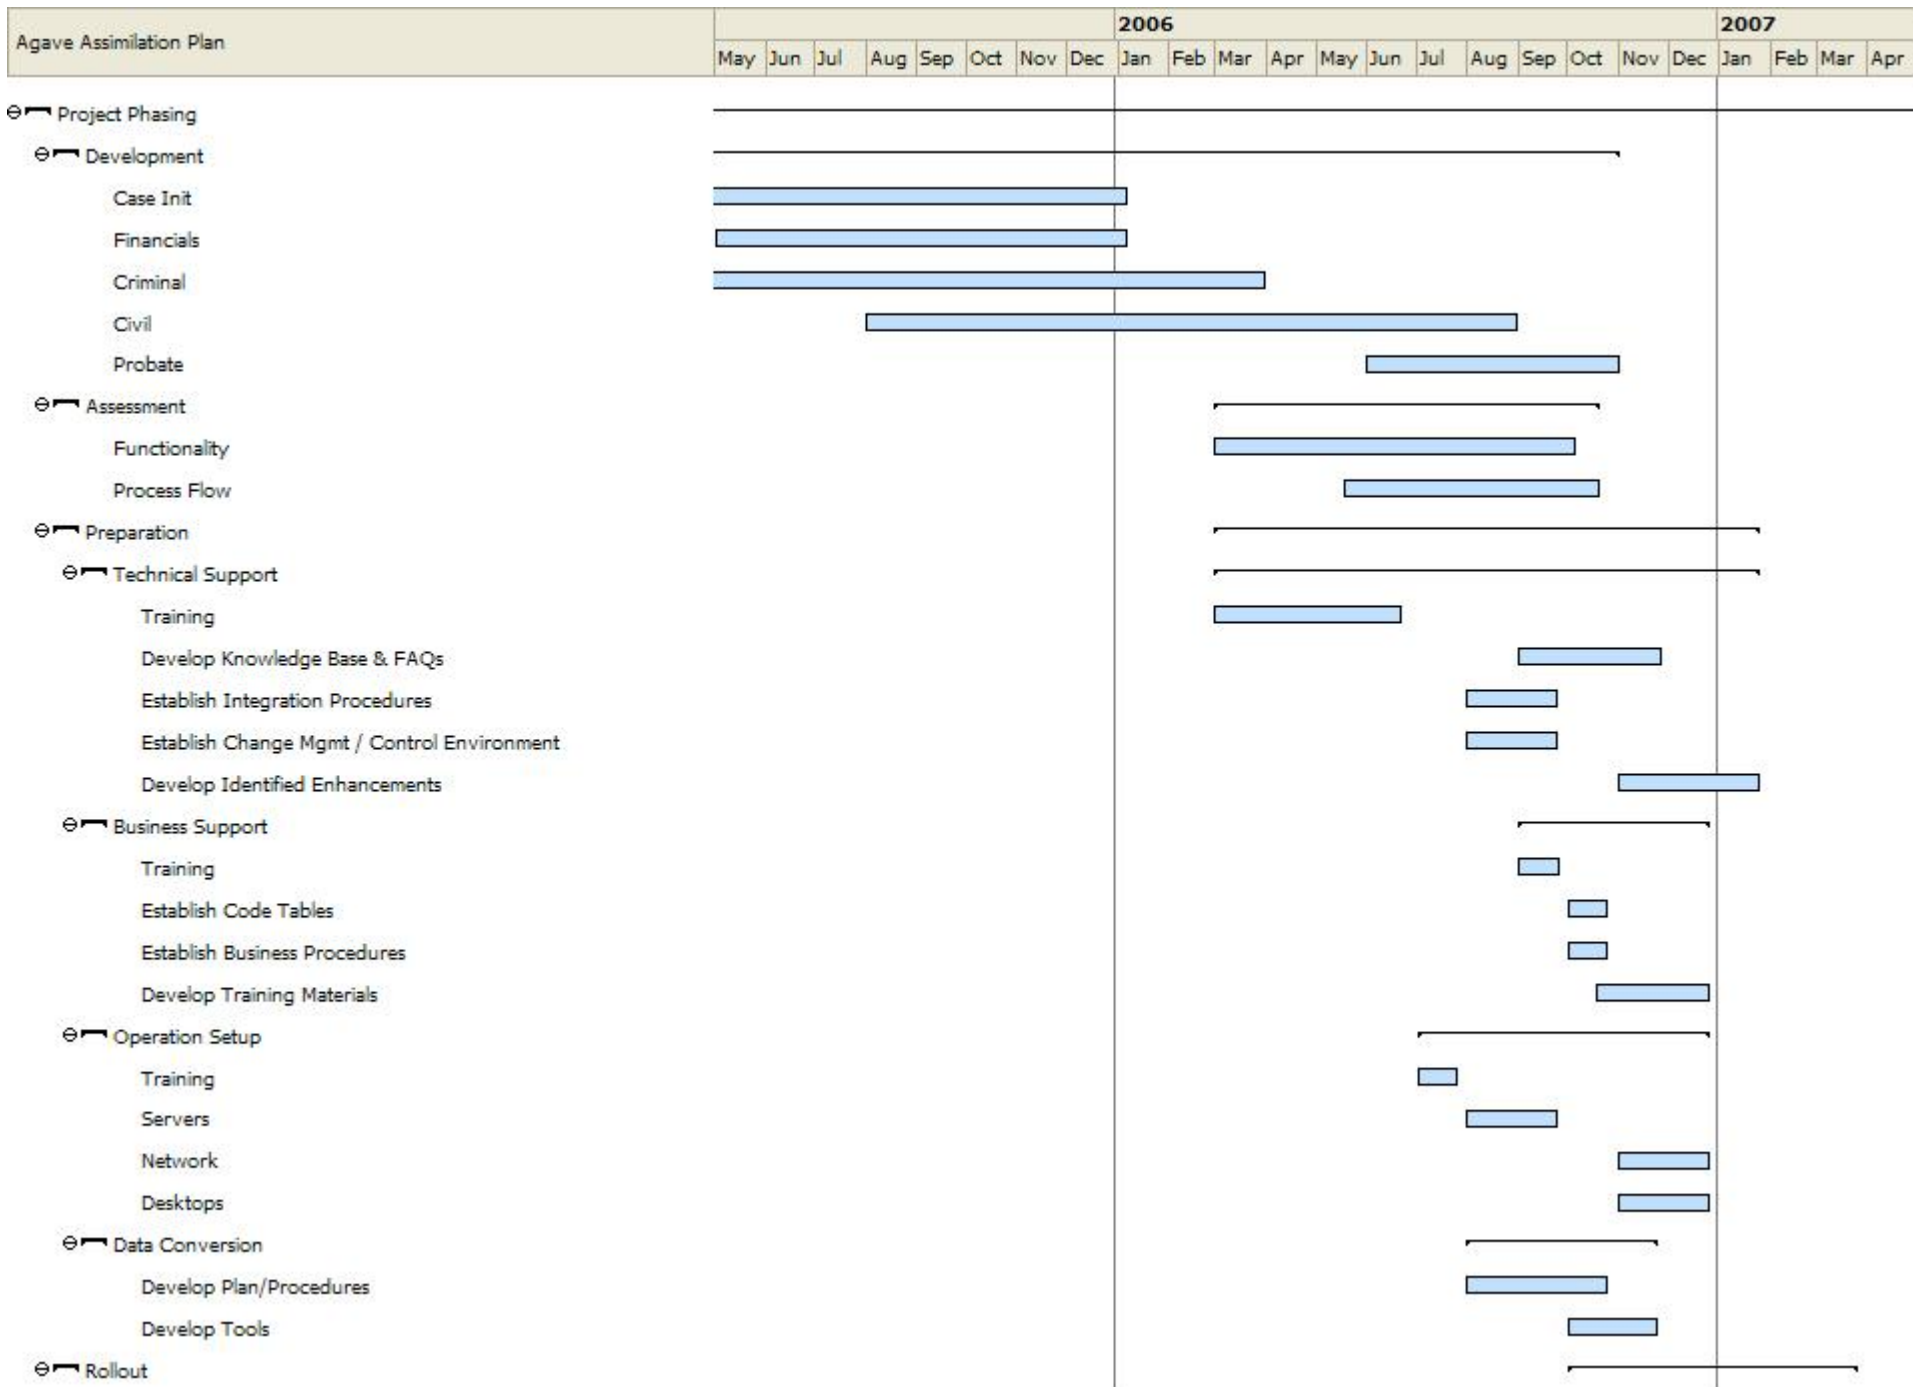 2006 2007
Agave Assimilation Plan
May Jun Jul Aug Sep Oct Nov Dec Jan Feb Mar Apr May Jun Jul Aug Sep Oct Nov Dec Jan Feb Mar Apr
Project Phasing
Development
Case Init
Financials
Criminal
Civil
Probate
Assessment
Functionality
Process Flow
Preparation
Technical Support
Training
Develop Knowledge Base & FAQs
Establish Integration Procedures
Establish Change Mgmt / Control Environment
Develop Identified Enhancements
Business Support
Training
Establish Code Tables
Establish Business Procedures
Develop Training Materials
Operation Setup
Training
Servers
Network
Desktops
Data Conversion
Develop Plan/Procedures
Develop Tools
Rollout